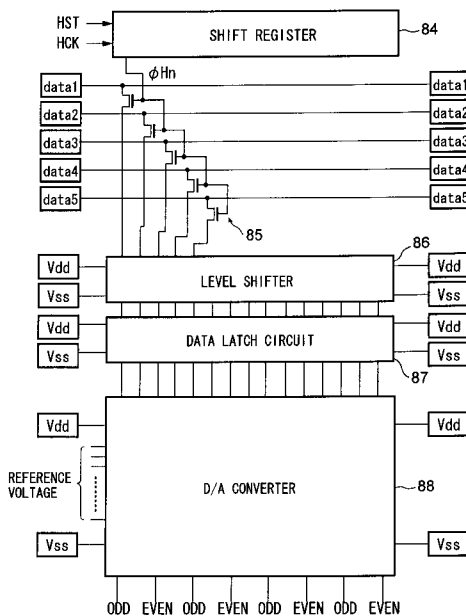 HST
HCK
SHIFT REGISTER
84
φHn
data1 data1
data2 data2
data3 data3
data4 data4
data5 data5
85
86
Vdd LEVEL SHIFTER Vdd
Vss Vss
Vdd DATA LATCH CIRCUIT Vdd
Vss Vss
87
Vdd Vdd
REFERENCE
VOLTAGE
D/A CONVERTER
88
Vss Vss
ODD EVEN ODD EVEN ODD EVEN ODD EVEN